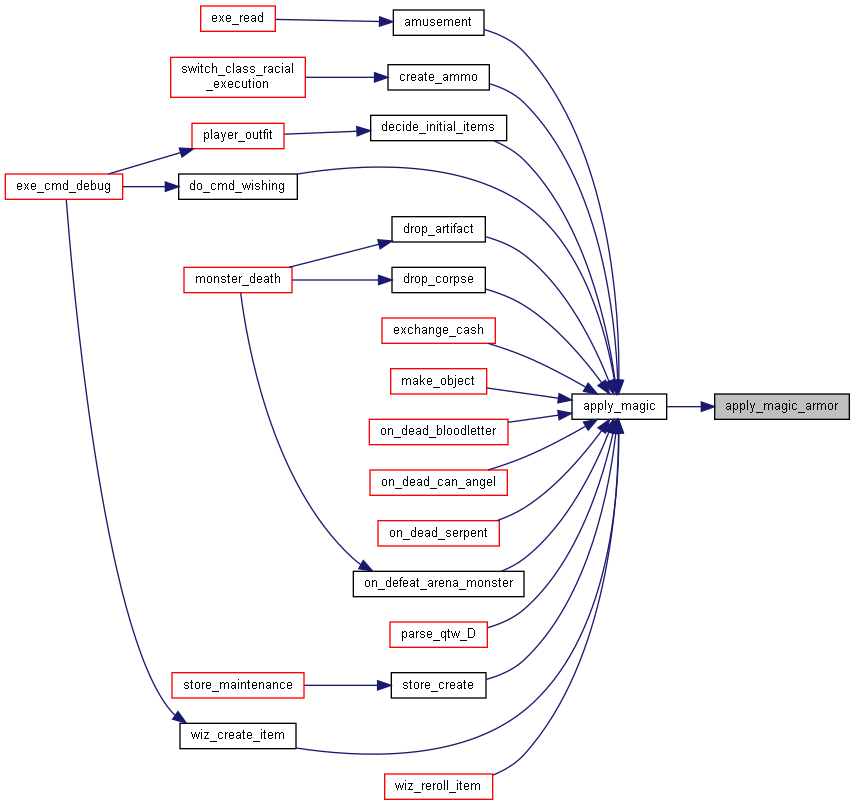 exe_read
amusement
switch_class_racial
_execution
create_ammo
player_outfit
decide_initial_items
exe_cmd_debug
do_cmd_wishing
drop_artifact
monster_death
drop_corpse
exchange_cash
make_object
apply_magic
apply_magic_armor
on_dead_bloodletter
on_dead_can_angel
on_dead_serpent
on_defeat_arena_monster
parse_qtw_D
store_maintenance
store_create
wiz_create_item
wiz_reroll_item